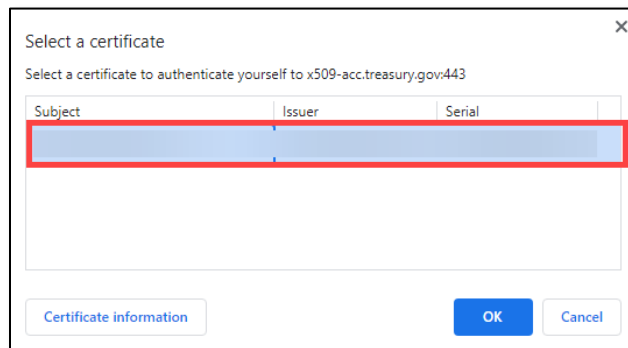 Select a certificate
Select a certificate to authenticate yourself to x509-acc.treasury.gov:443
Subject Issuer Serial
Certificate information OK Cancel